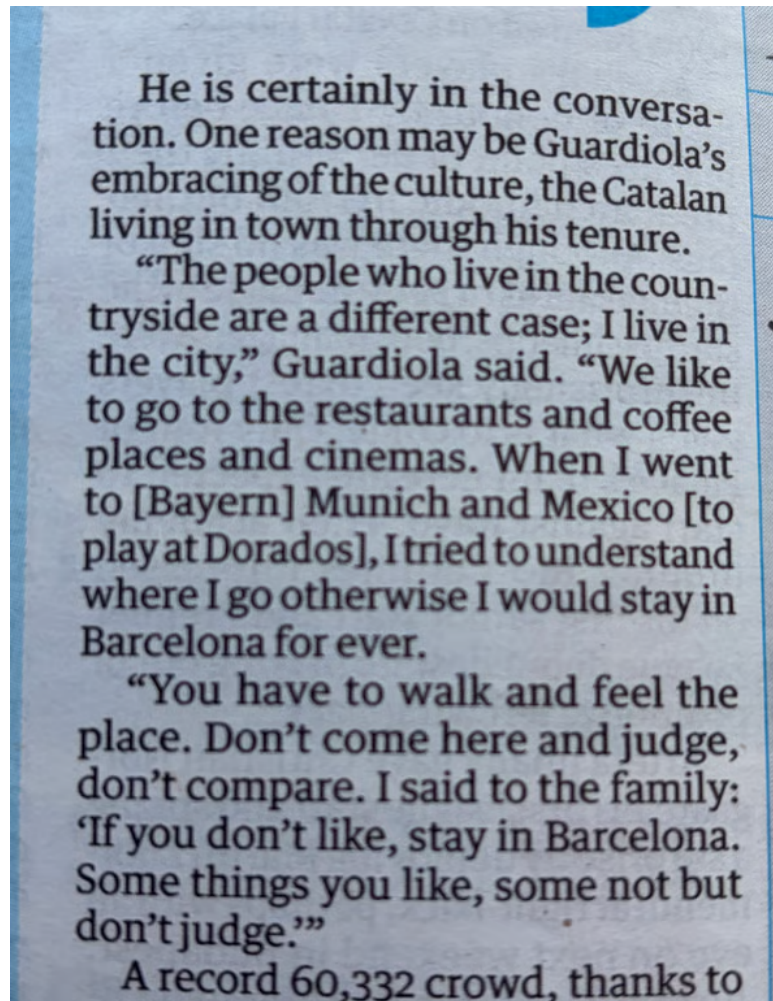 He is certainly in the conversa-
tion. One reason may be Guardiola’s
embracing of the culture, the Catalan
living in town through his tenure.
“The people who live in the coun-
tryside are a different case; I live in
the city,” Guardiola said. “We like
to go to the restaurants and coffee
places and cinemas. When I went
to [Bayern] Munich and Mexico [to
play at Dorados], I tried to understand
where I go otherwise I would stay in
Barcelona for ever.
“You have to walk and feel the
place. Don’t come here and judge,
don’t compare. I said to the family:
‘If you don’t like, stay in Barcelona.
Some things you like, some not but
don’t judge.’”
A record 60,332 crowd, thanks to